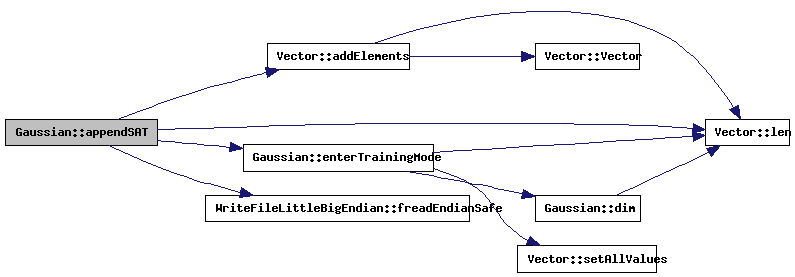 Vector::addElements
Vector::Vector
Gaussian::appendSAT
Vector::len
Gaussian::enterTrainingMode
WriteFileLittleBigEndian::freadEndianSafe
Gaussian::dim
Vector::setAllValues